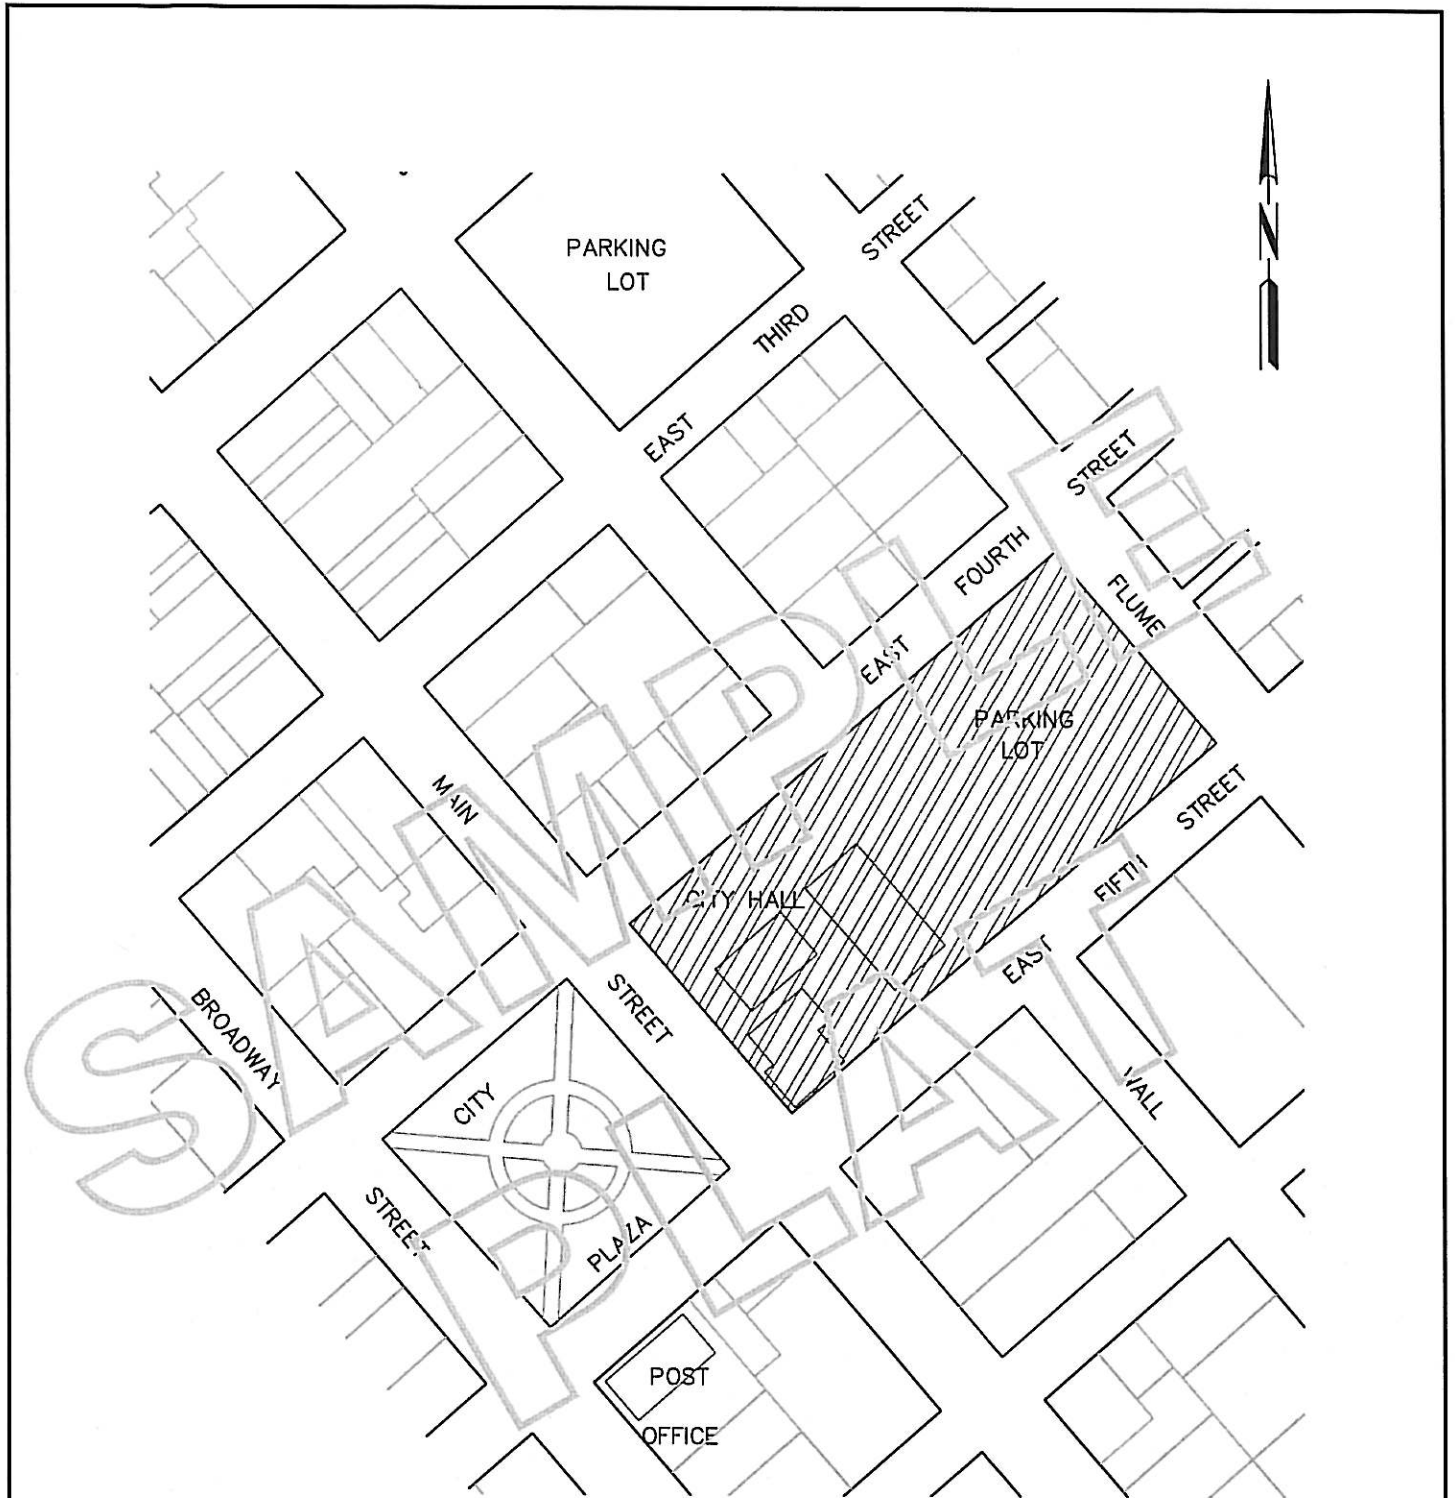 N
PARKING
LOT
EAST THIRD STREET
EAST FOURTH STREET
FLUME
PARKING
LOT
CITY HALL
MAIN STREET
EAST FIFTH STREET
WALL
BROADWAY STREET
CITY PLAZA
POST
OFFICE
SAMPLE
PLAT